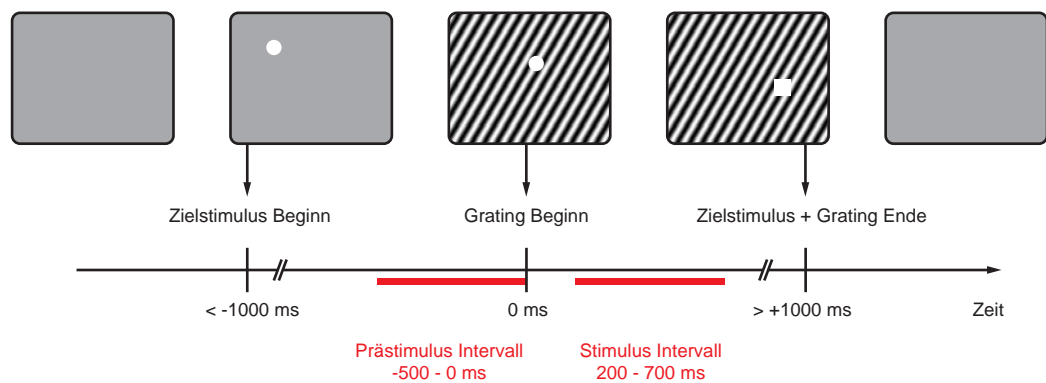 Zielstimulus Beginn
Grating Beginn
Zielstimulus + Grating Ende
< -1000 ms
0 ms
> +1000 ms
Zeit
Prästimulus Intervall
-500 - 0 ms
Stimulus Intervall
200 - 700 ms